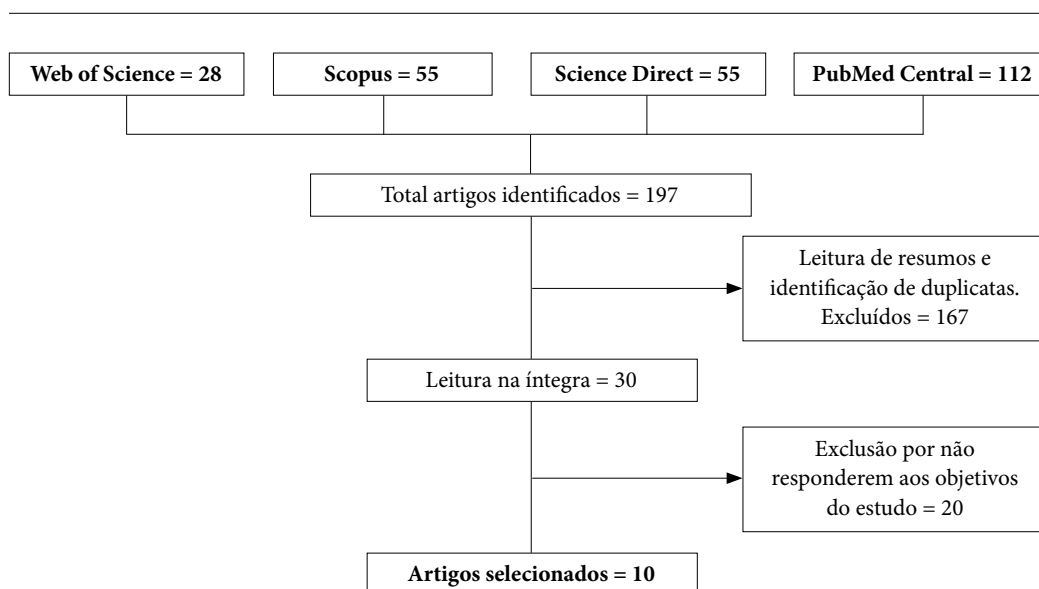 Web of Science = 28
Scopus = 55
Science Direct = 55
PubMed Central = 112
Total artigos identificados = 197
Leitura de resumos e
identificação de duplicatas.
Excluídos = 167
Leitura na íntegra = 30
Exclusão por não
responderem aos objetivos
do estudo = 20
Artigos selecionados = 10